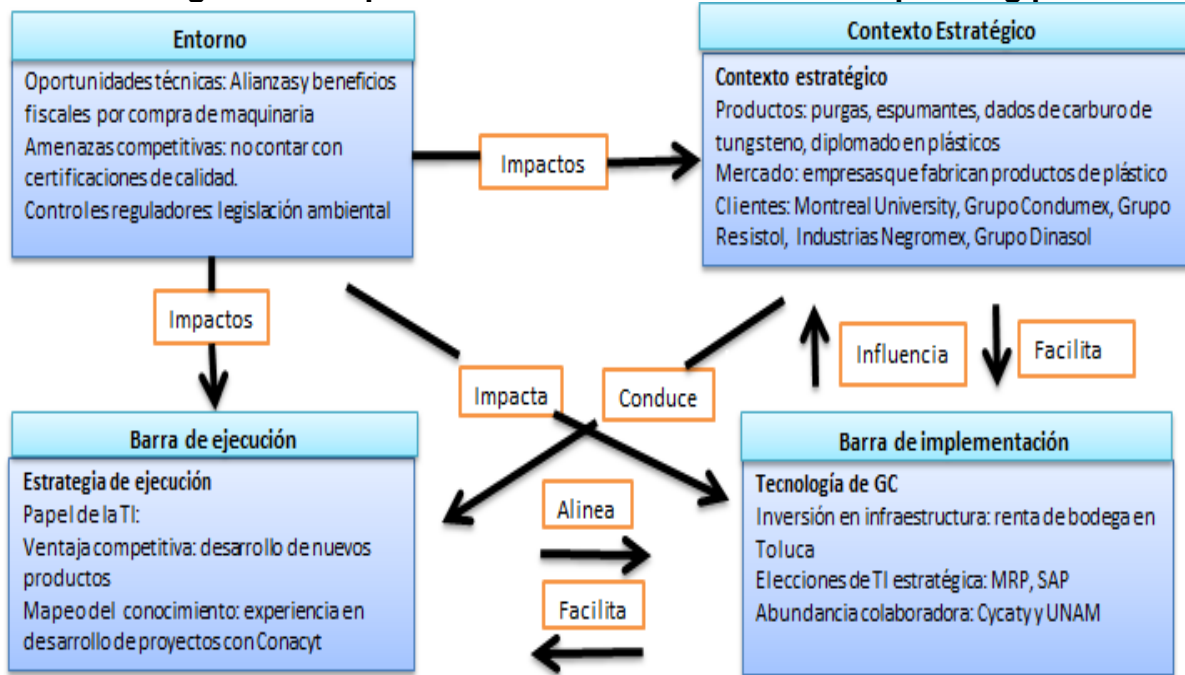 Entorno
Oportunidades técnicas: Alianzas y beneficios
fiscales por compra de maquinaria
Amenazas competitivas: no contar con
certificaciones de calidad.
Controles reguladores: legislación ambiental
Impactos
Contexto Estratégico
Contexto estratégico
Productos: purgas, espumantes, dados de carburo de
tungsteno, diplomado en plásticos
Mercado: empresas que fabrican productos de plástico
Clientes: Montreal University, Grupo Condumex, Grupo
Resistol, Industrias Negromex, Grupo Dinasol
Impactos
Impacta
Conduce
Influencia
Facilita
Barra de ejecución
Estrategia de ejecución
Papel de la TI:
Ventaja competitiva: desarrollo de nuevos
productos
Mapeo del conocimiento: experiencia en
desarrollo de proyectos con Conacyt
Alinea
Facilita
Barra de implementación
Tecnología de GC
Inversión en infraestructura: renta de bodega en
Toluca
Elecciones de TI estratégica: MRP, SAP
Abundancia colaboradora: Cycaty y UNAM